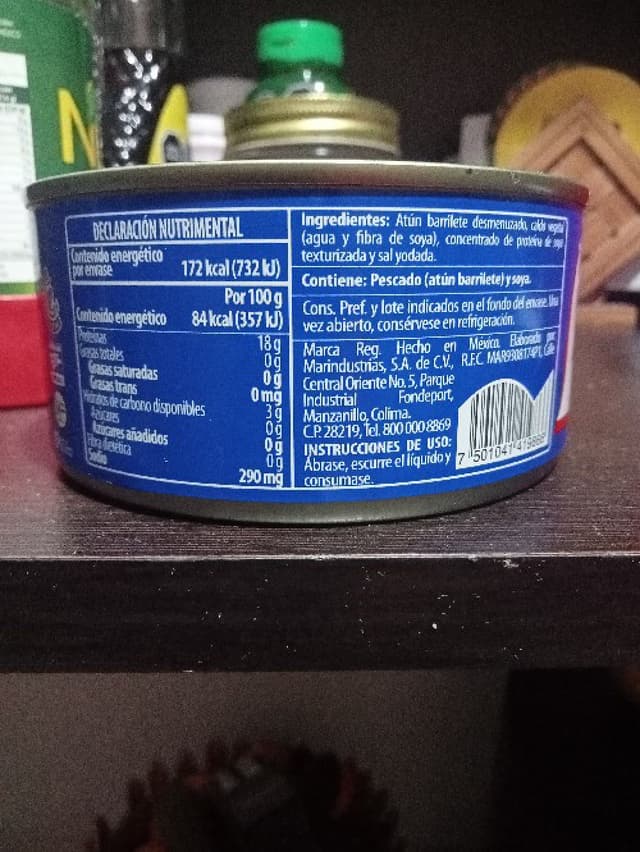 DECLARACIÓN NUTRIMENTAL
Contenido energético
por envase 172 kcal (732 kJ)
Por 100 g
Contenido energético 84 kcal (357 kJ)
Proteínas 18 g
Grasas totales 0 g
Grasas saturadas 0 g
Grasas trans 0 mg
Hidratos de carbono disponibles 3 g
Azúcares 0 g
Azúcares añadidos 0 g
Fibra dietética 0 g
Sodio 290 mg
Ingredientes: Atún barrilete desmenuzado, caldo vegetal
(agua y fibra de soya), concentrado de proteína de soya
texturizada y sal yodada.
Contiene: Pescado (atún barrilete) y soya.
Cons. Pref. y lote indicados en el fondo del envase. Una
vez abierto, consérvese en refrigeración.
Marca Reg. Hecho en México. Elaborado por
Marindustrias, S.A. de C.V., R.F.C. MAR9308174P1, Calle
Central Oriente No. 5, Parque
Industrial Fondeport,
Manzanillo, Colima.
C.P. 28219, Tel. 800 000 8869
INSTRUCCIONES DE USO:
Ábrase, escurre el líquido y
consumase.
N